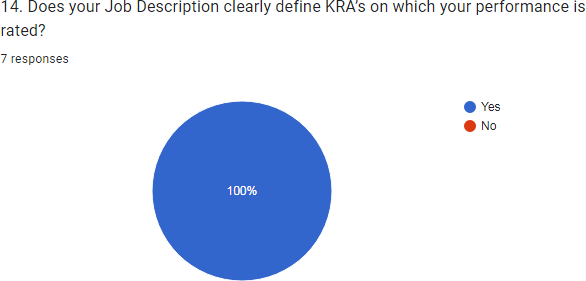 14. Does your Job Description clearly define KRA's on which your performance is
rated?
7 responses
Yes
No
100%